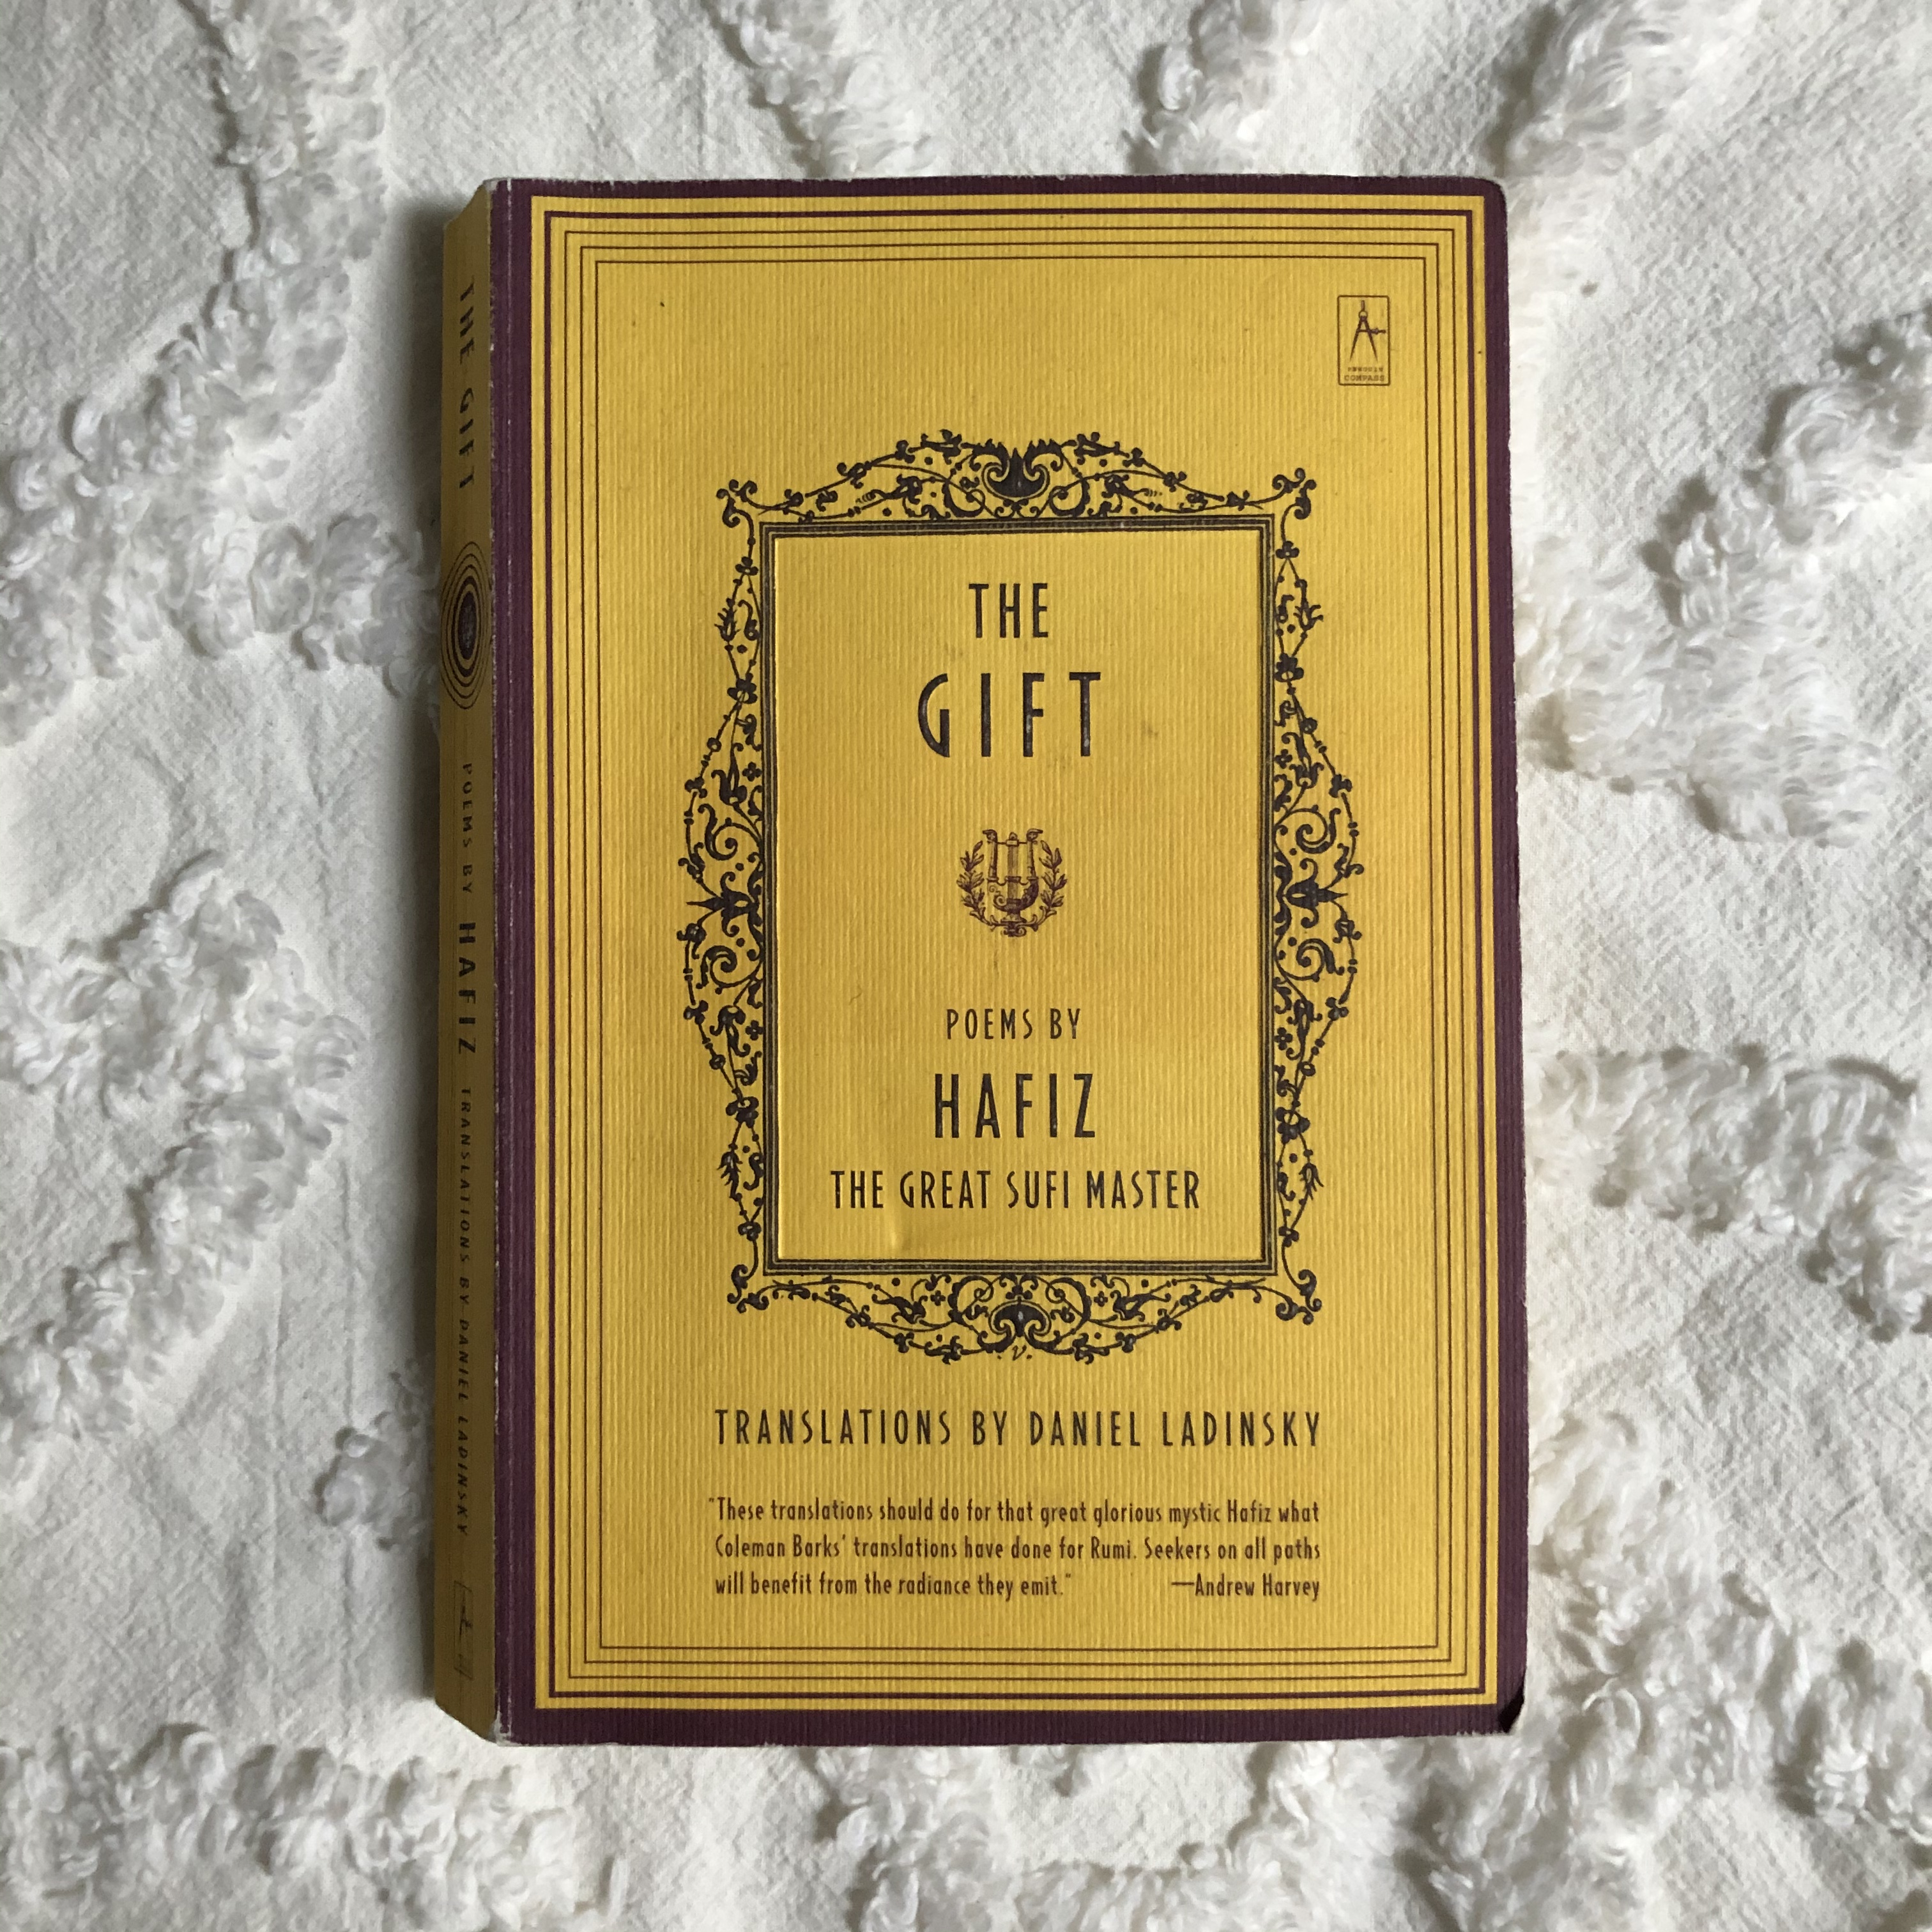 THE GIFT POEMS BY HAFIZ TRANSLATIONS BY DANIEL LADINSKY
COMPASS
THE
GIFT
POEMS BY
HAFIZ
THE GREAT SUFI MASTER
TRANSLATIONS BY DANIEL LADINSKY
"These translations should do for that great glorious mystic Hafiz what
Coleman Barks' translations have done for Rumi. Seekers on all paths
will benefit from the radiance they emit." —Andrew Harvey